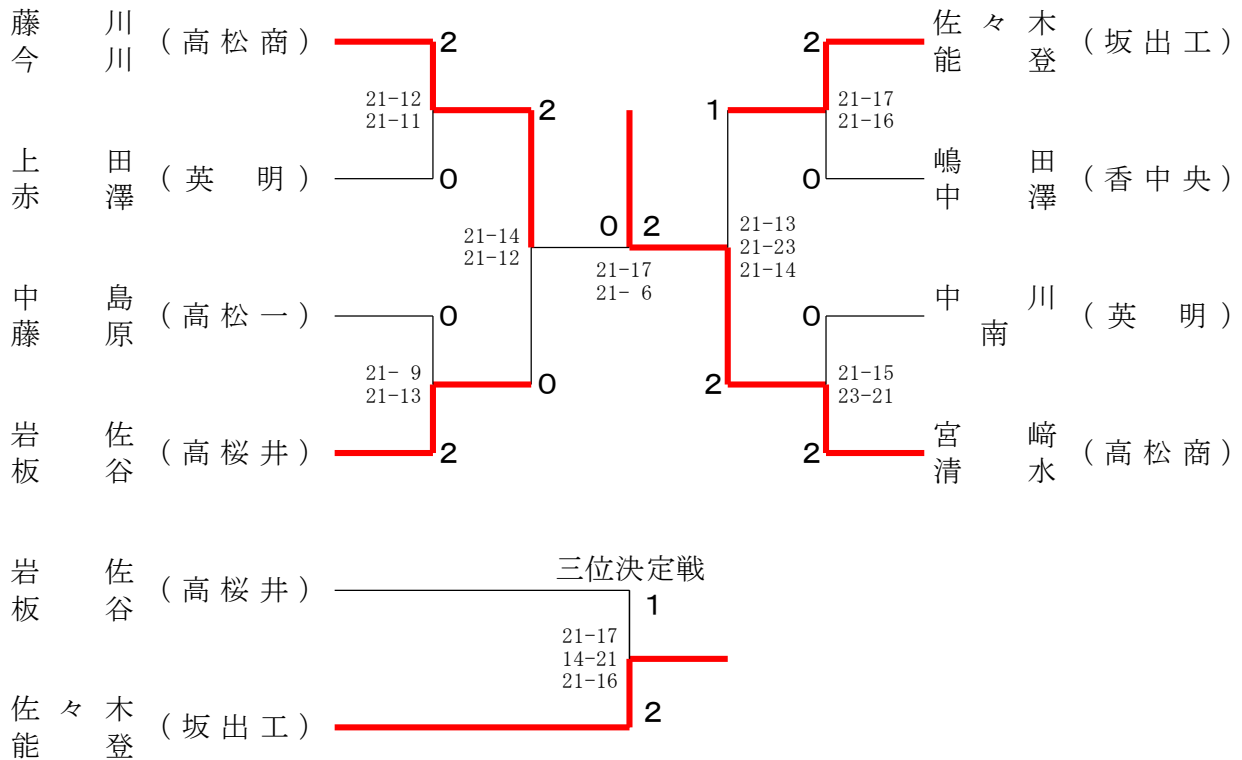 藤川 今川 (高松商) 2
21-12
21-11
2
上田 赤澤 (英明) 0
21-14
21-12
中島 藤原 (高松一) 0
21- 9
21-13
0
岩佐 板谷 (高桜井) 2
0 2
21-17
21- 6
2 佐々木 能登 (坂出工)
1
21-17
21-16
0 嶋田 中澤 (香中央)
21-13
21-23
21-14
0 中川 南 (英明)
2
21-15
23-21
2 宮﨑 清水 (高松商)
三位決定戦
岩佐 板谷 (高桜井) 1
21-17
14-21
21-16
佐々木 能登 (坂出工) 2